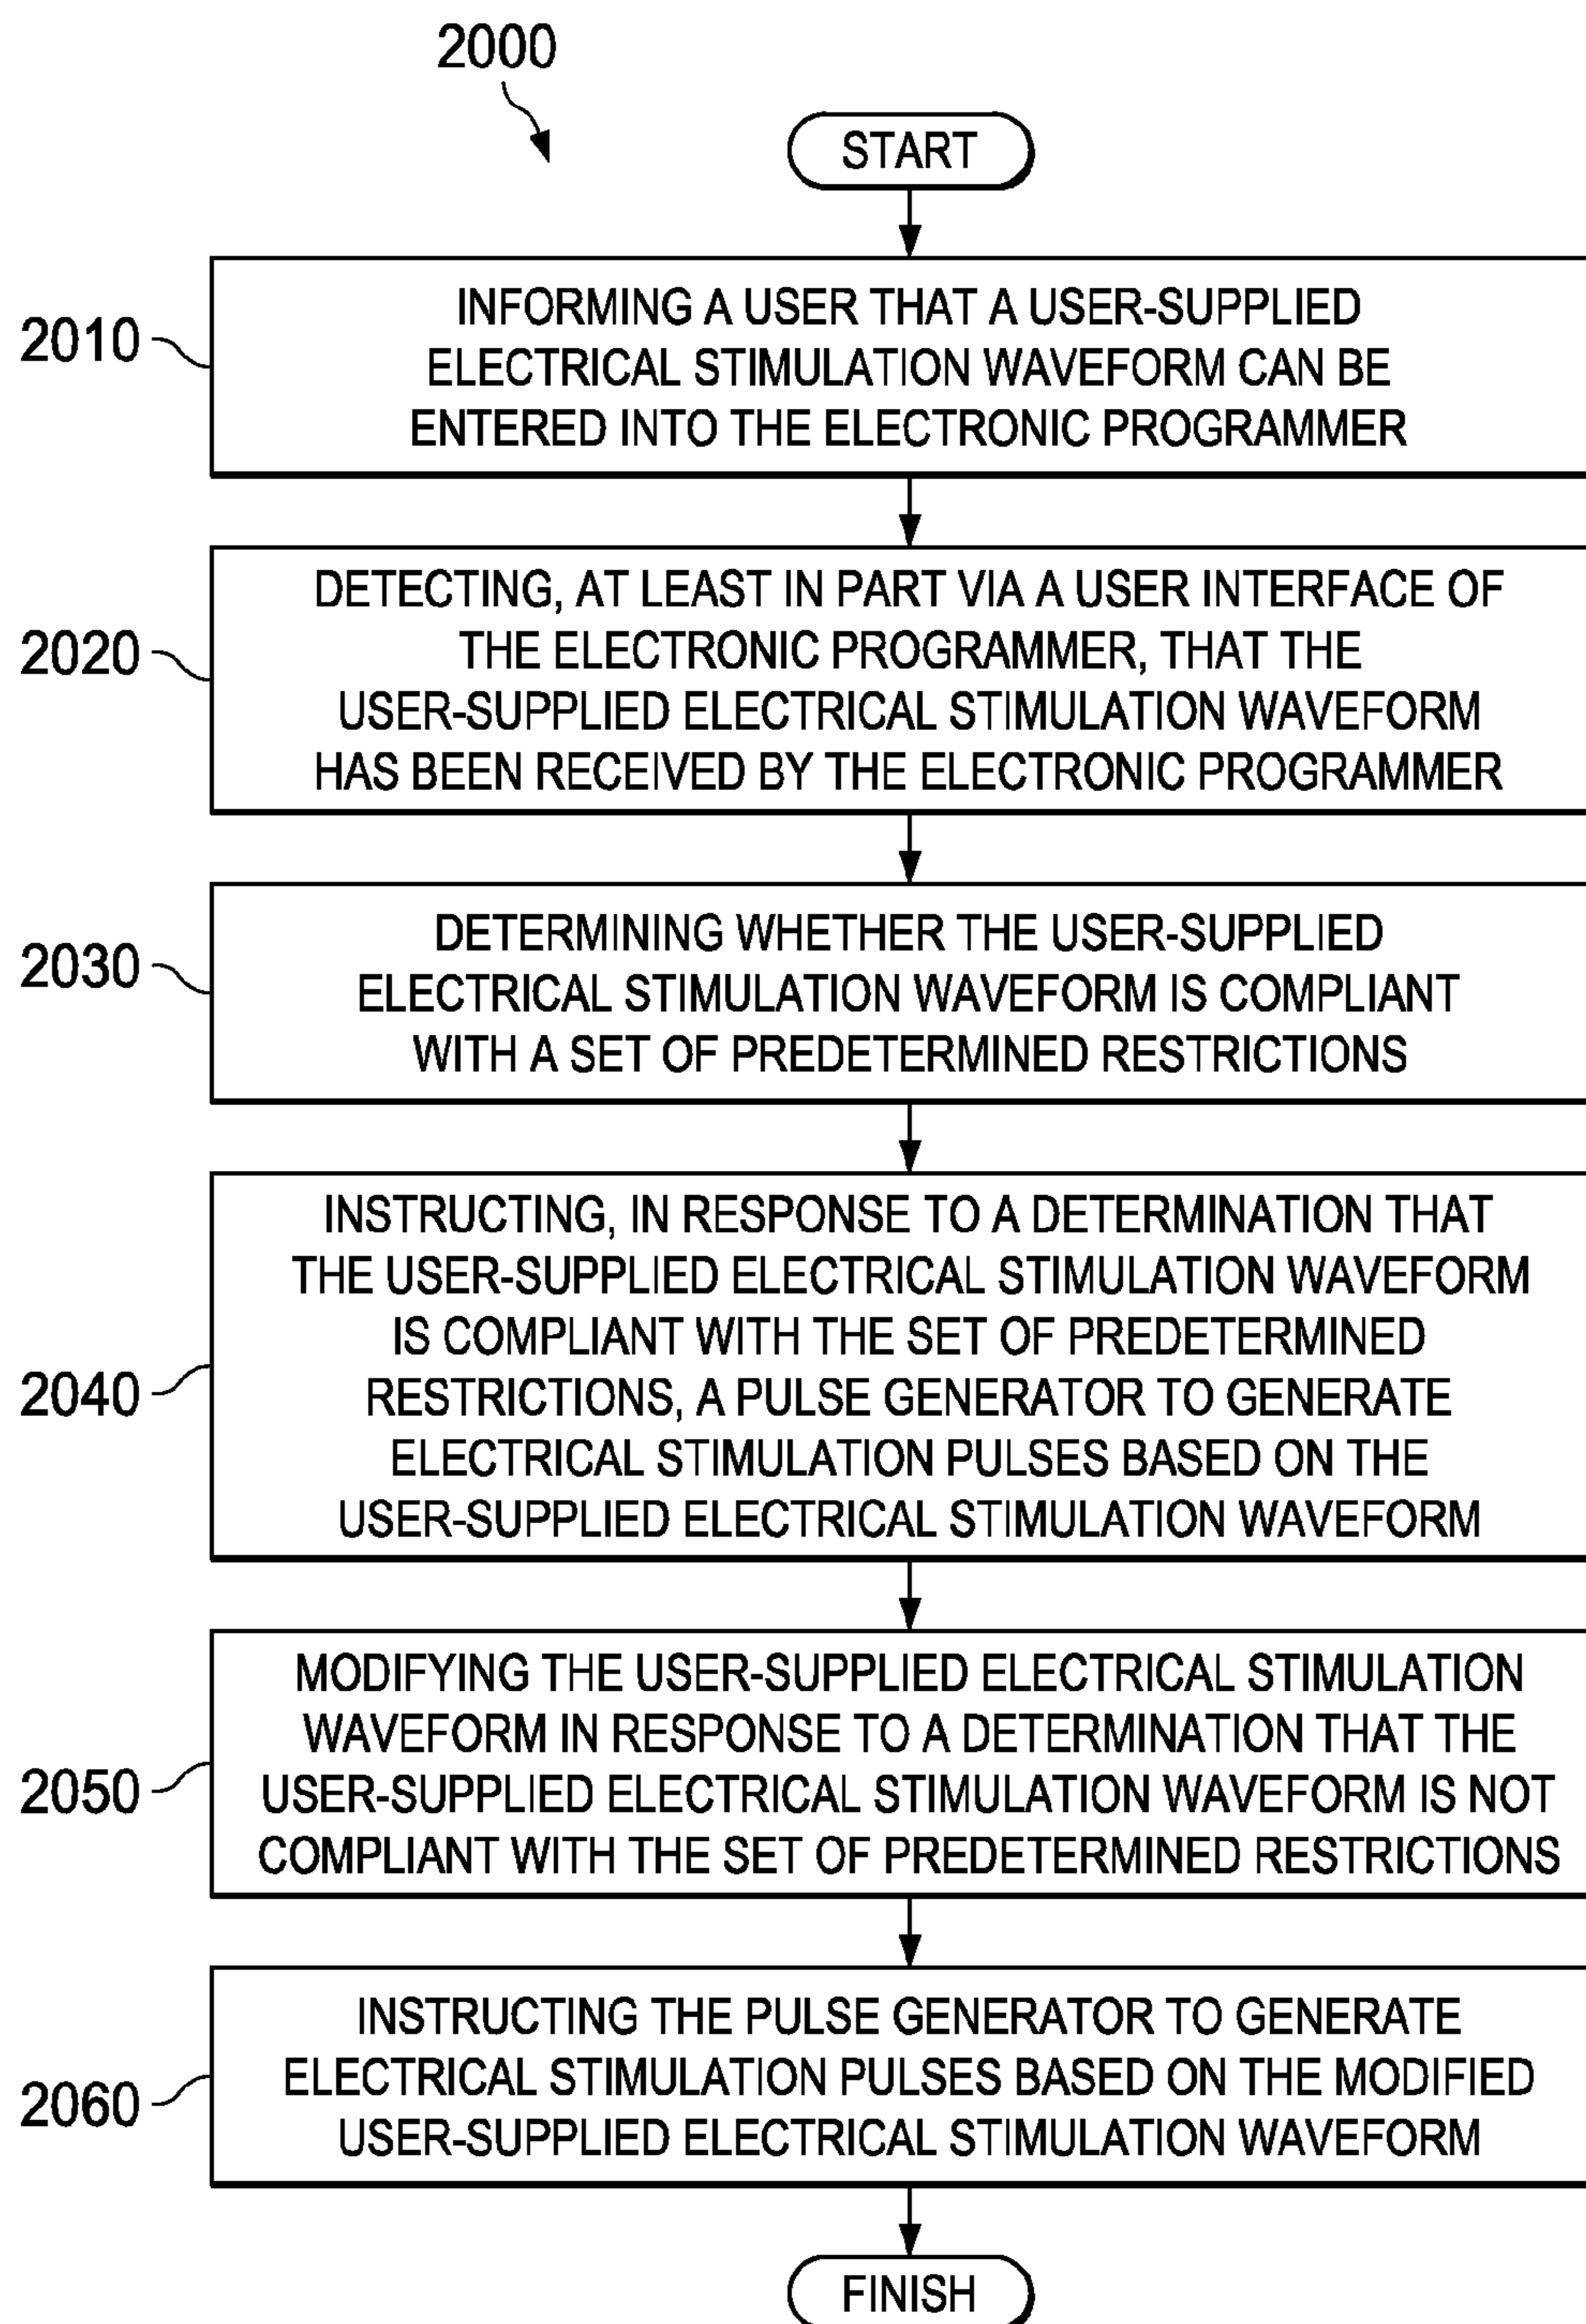 2000
START
2010
INFORMING A USER THAT A USER-SUPPLIED
ELECTRICAL STIMULATION WAVEFORM CAN BE
ENTERED INTO THE ELECTRONIC PROGRAMMER
2020
DETECTING, AT LEAST IN PART VIA A USER INTERFACE OF
THE ELECTRONIC PROGRAMMER, THAT THE
USER-SUPPLIED ELECTRICAL STIMULATION WAVEFORM
HAS BEEN RECEIVED BY THE ELECTRONIC PROGRAMMER
2030
DETERMINING WHETHER THE USER-SUPPLIED
ELECTRICAL STIMULATION WAVEFORM IS COMPLIANT
WITH A SET OF PREDETERMINED RESTRICTIONS
2040
INSTRUCTING, IN RESPONSE TO A DETERMINATION THAT
THE USER-SUPPLIED ELECTRICAL STIMULATION WAVEFORM
IS COMPLIANT WITH THE SET OF PREDETERMINED
RESTRICTIONS, A PULSE GENERATOR TO GENERATE
ELECTRICAL STIMULATION PULSES BASED ON THE
USER-SUPPLIED ELECTRICAL STIMULATION WAVEFORM
2050
MODIFYING THE USER-SUPPLIED ELECTRICAL STIMULATION
WAVEFORM IN RESPONSE TO A DETERMINATION THAT THE
USER-SUPPLIED ELECTRICAL STIMULATION WAVEFORM IS NOT
COMPLIANT WITH THE SET OF PREDETERMINED RESTRICTIONS
2060
INSTRUCTING THE PULSE GENERATOR TO GENERATE
ELECTRICAL STIMULATION PULSES BASED ON THE MODIFIED
USER-SUPPLIED ELECTRICAL STIMULATION WAVEFORM
FINISH